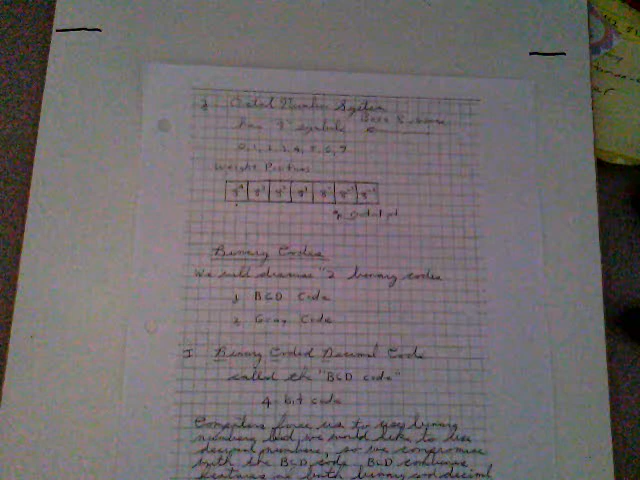 Octal Number System
has 8 symbols Base 8
0, 1, 2, 3, 4, 5, 6, 7
Weight Positions
octal pt
Binary Codes
We will discuss 2 binary codes
1. BCD Code
2. Gray Code
I Binary Coded Decimal Code
called the "BCD code"
4 bit code
Computers force us to use binary
numbers but we would like to use
decimal numbers, so we compromise
with the BCD code. BCD combines
features of both binary and decimal